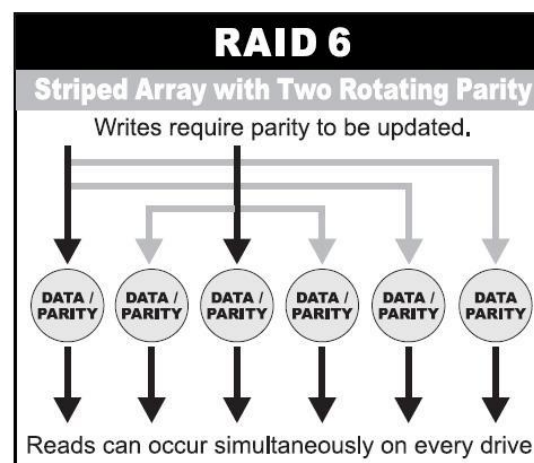 RAID 6
Striped Array with Two Rotating Parity
Writes require parity to be updated.
DATA / DATA / DATA / DATA / DATA / DATA
PARITY PARITY PARITY PARITY PARITY PARITY
Reads can occur simultaneously on every drive